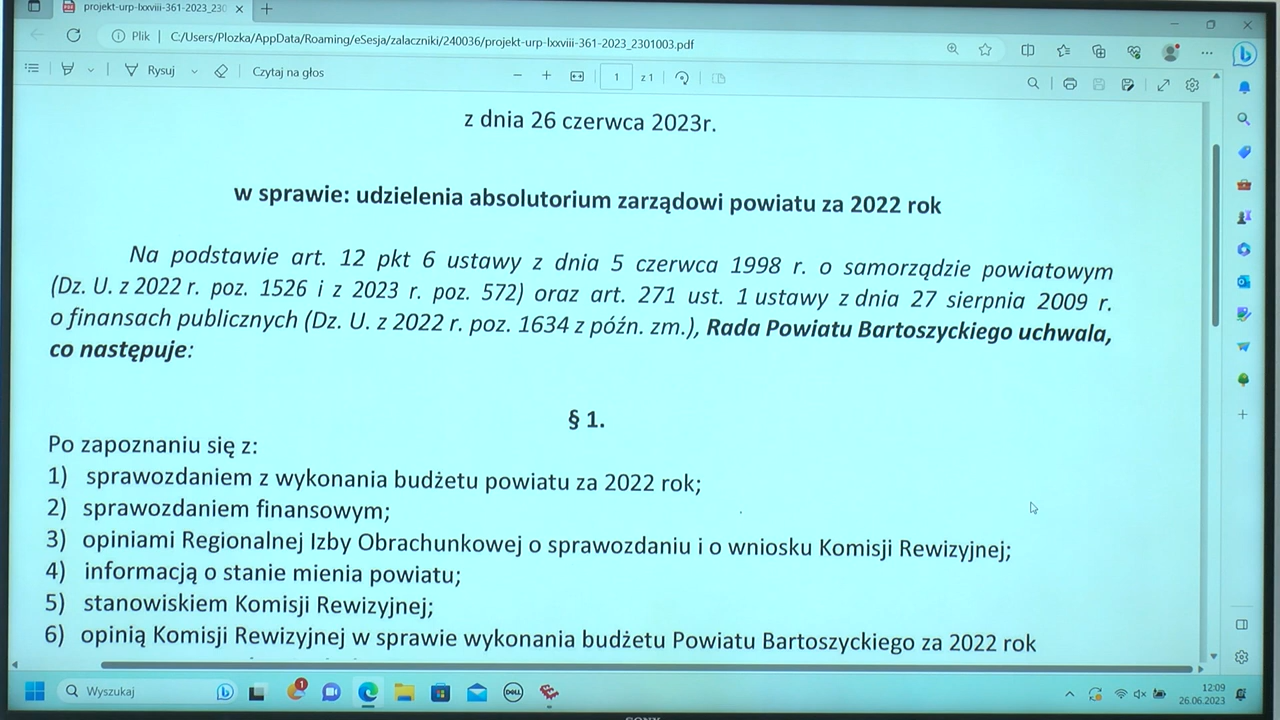 projekt-urp-lxxviii-361-2023_230
Plik
C:/Users/Plozka/AppData/Roaming/eSesja/zalaczniki/240036/projekt-urp-lxxviii-361-2023_2301003.pdf
Rysuj
Czytaj na głos
1
z 1
z dnia 26 czerwca 2023r.
w sprawie: udzielenia absolutorium zarządowi powiatu za 2022 rok
Na podstawie art. 12 pkt 6 ustawy z dnia 5 czerwca 1998 r. o samorządzie powiatowym
(Dz. U. z 2022 r. poz. 1526 i z 2023 r. poz. 572) oraz art. 271 ust. 1 ustawy z dnia 27 sierpnia 2009 r.
o finansach publicznych (Dz. U. z 2022 r. poz. 1634 z późn. zm.), Rada Powiatu Bartoszyckiego uchwala,
co następuje:
§ 1.
Po zapoznaniu się z:
1) sprawozdaniem z wykonania budżetu powiatu za 2022 rok;
2) sprawozdaniem finansowym;
3) opiniami Regionalnej Izby Obrachunkowej o sprawozdaniu i o wniosku Komisji Rewizyjnej;
4) informacją o stanie mienia powiatu;
5) stanowiskiem Komisji Rewizyjnej;
6) opinią Komisji Rewizyjnej w sprawie wykonania budżetu Powiatu Bartoszyckiego za 2022 rok
Wyszukaj
1
DELL
12:09
26.06.2023
SONY